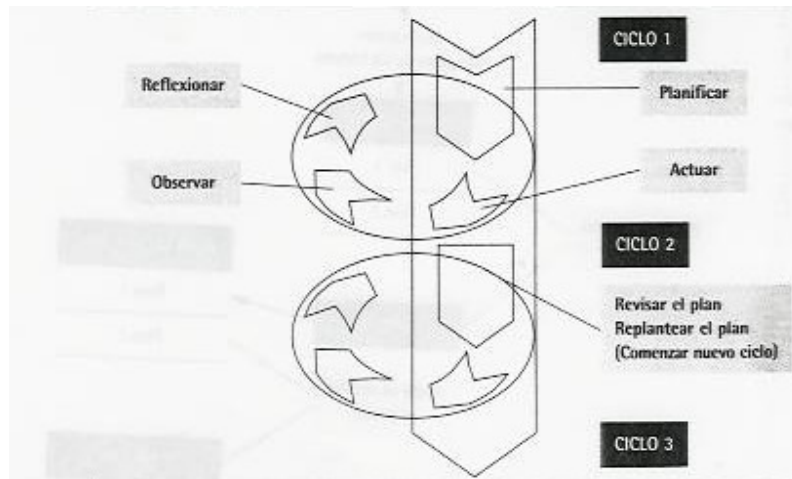 CICLO 1
Reflexionar
Planificar
Observar
Actuar
CICLO 2
Revisar el plan
Replantear el plan
(Comenzar nuevo ciclo)
CICLO 3